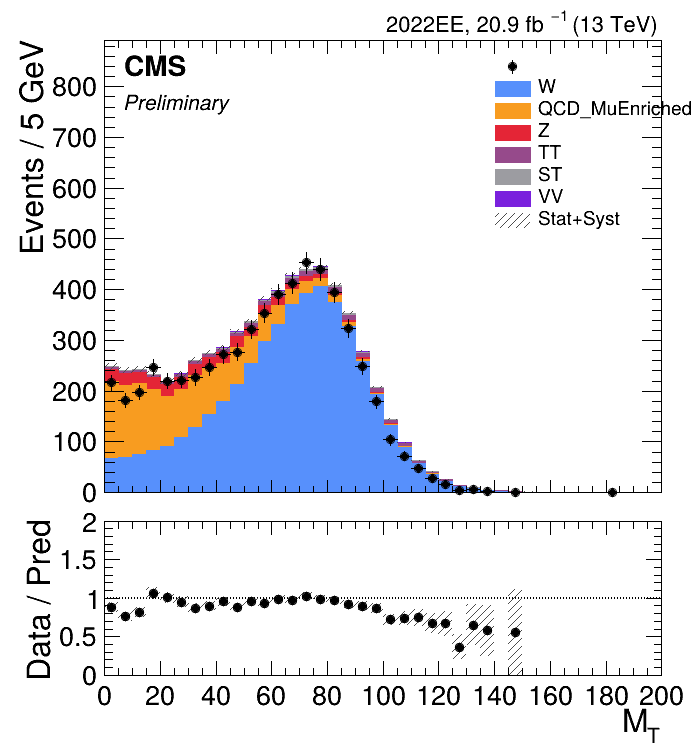 2022EE, 20.9 fb⁻¹ (13 TeV)
CMS
Preliminary
W
QCD_MuEnriched
Z
TT
ST
VV
Stat+Syst
Events / 5 GeV
800
700
600
500
400
300
200
100
0
Data / Pred
2
1.5
1
0.5
0
0 20 40 60 80 100 120 140 160 180 200
M_T